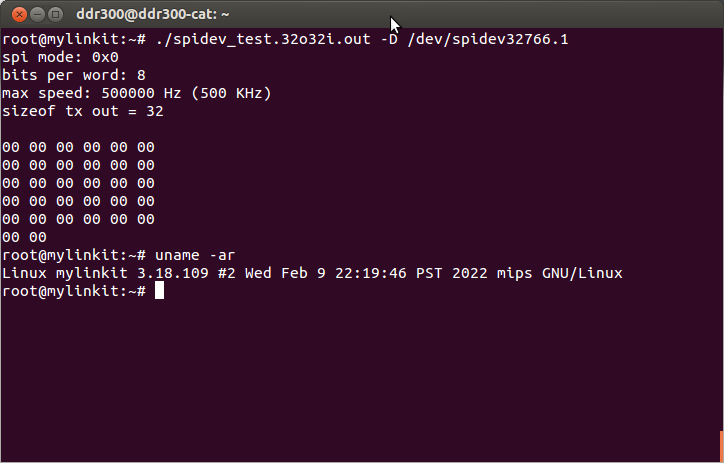 ddr300@ddr300-cat: ~
root@mylinkit:~# ./spidev_test.32o32i.out -D /dev/spidev32766.1
spi mode: 0x0
bits per word: 8
max speed: 500000 Hz (500 KHz)
sizeof tx out = 32
00 00 00 00 00 00
00 00 00 00 00 00
00 00 00 00 00 00
00 00 00 00 00 00
00 00 00 00 00 00
00 00
root@mylinkit:~# uname -ar
Linux mylinkit 3.18.109 #2 Wed Feb 9 22:19:46 PST 2022 mips GNU/Linux
root@mylinkit:~#